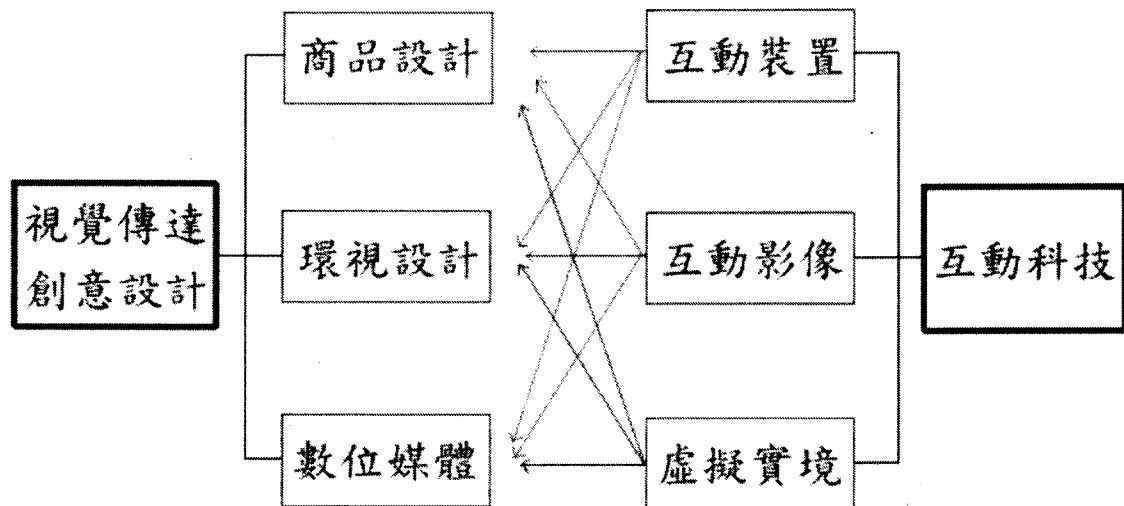 商品設計
互動裝置
視覺傳達
創意設計
環視設計
互動影像
互動科技
數位媒體
虛擬實境